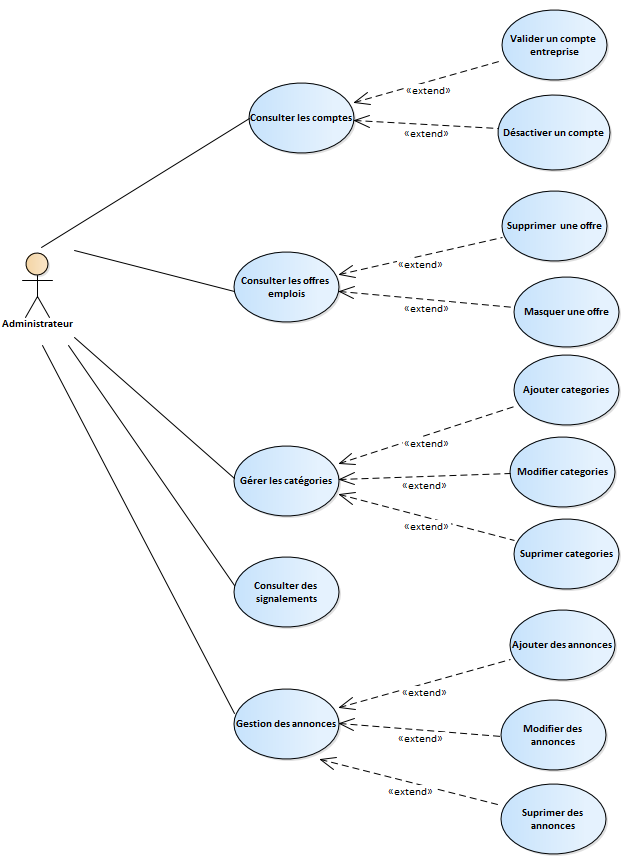 Valider un compte
entreprise
«extend»
Consulter les comptes
«extend»
Désactiver un compte
Supprimer  une offre
«extend»
Consulter les offres
emplois
«extend»
Masquer une offre
Administrateur
Ajouter categories
«extend»
Gérer les catégories
Modifier categories
«extend»
«extend»
Suprimer categories
Consulter des
signalements
Ajouter des annonces
«extend»
Gestion des annonces
«extend»
Modifier des
annonces
«extend»
Suprimer des
annonces